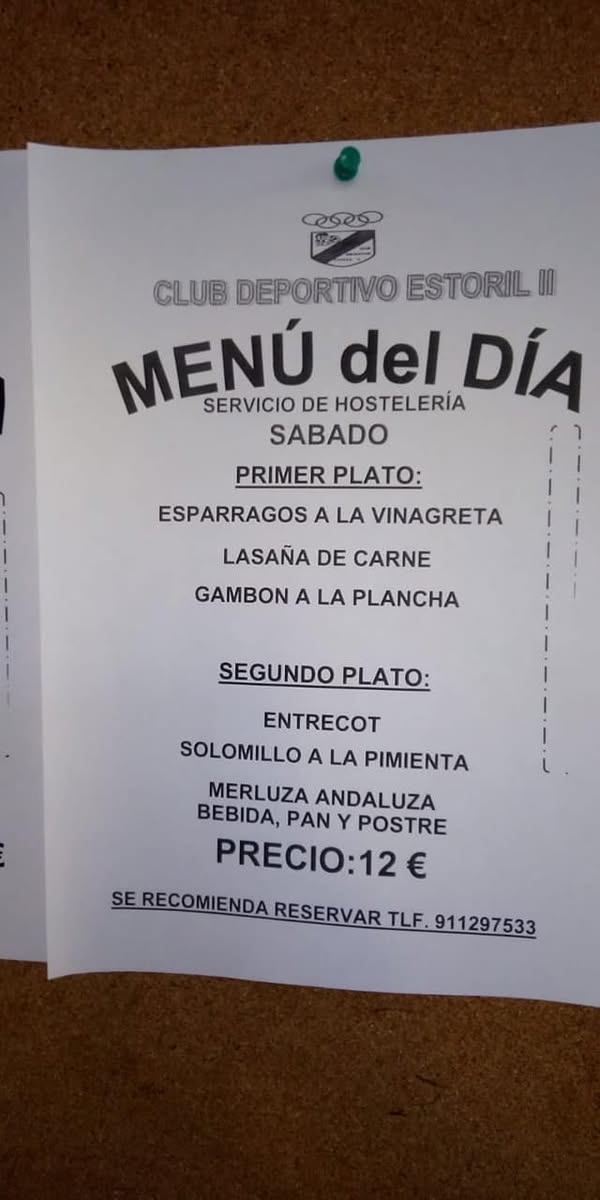 CLUB DEPORTIVO ESTORIL II
MENÚ del DÍA
SERVICIO DE HOSTELERÍA
SABADO
PRIMER PLATO:
ESPARRAGOS A LA VINAGRETA
LASAÑA DE CARNE
GAMBON A LA PLANCHA
SEGUNDO PLATO:
ENTRECOT
SOLOMILLO A LA PIMIENTA
MERLUZA ANDALUZA
BEBIDA, PAN Y POSTRE
PRECIO:12 €
SE RECOMIENDA RESERVAR TLF. 911297533